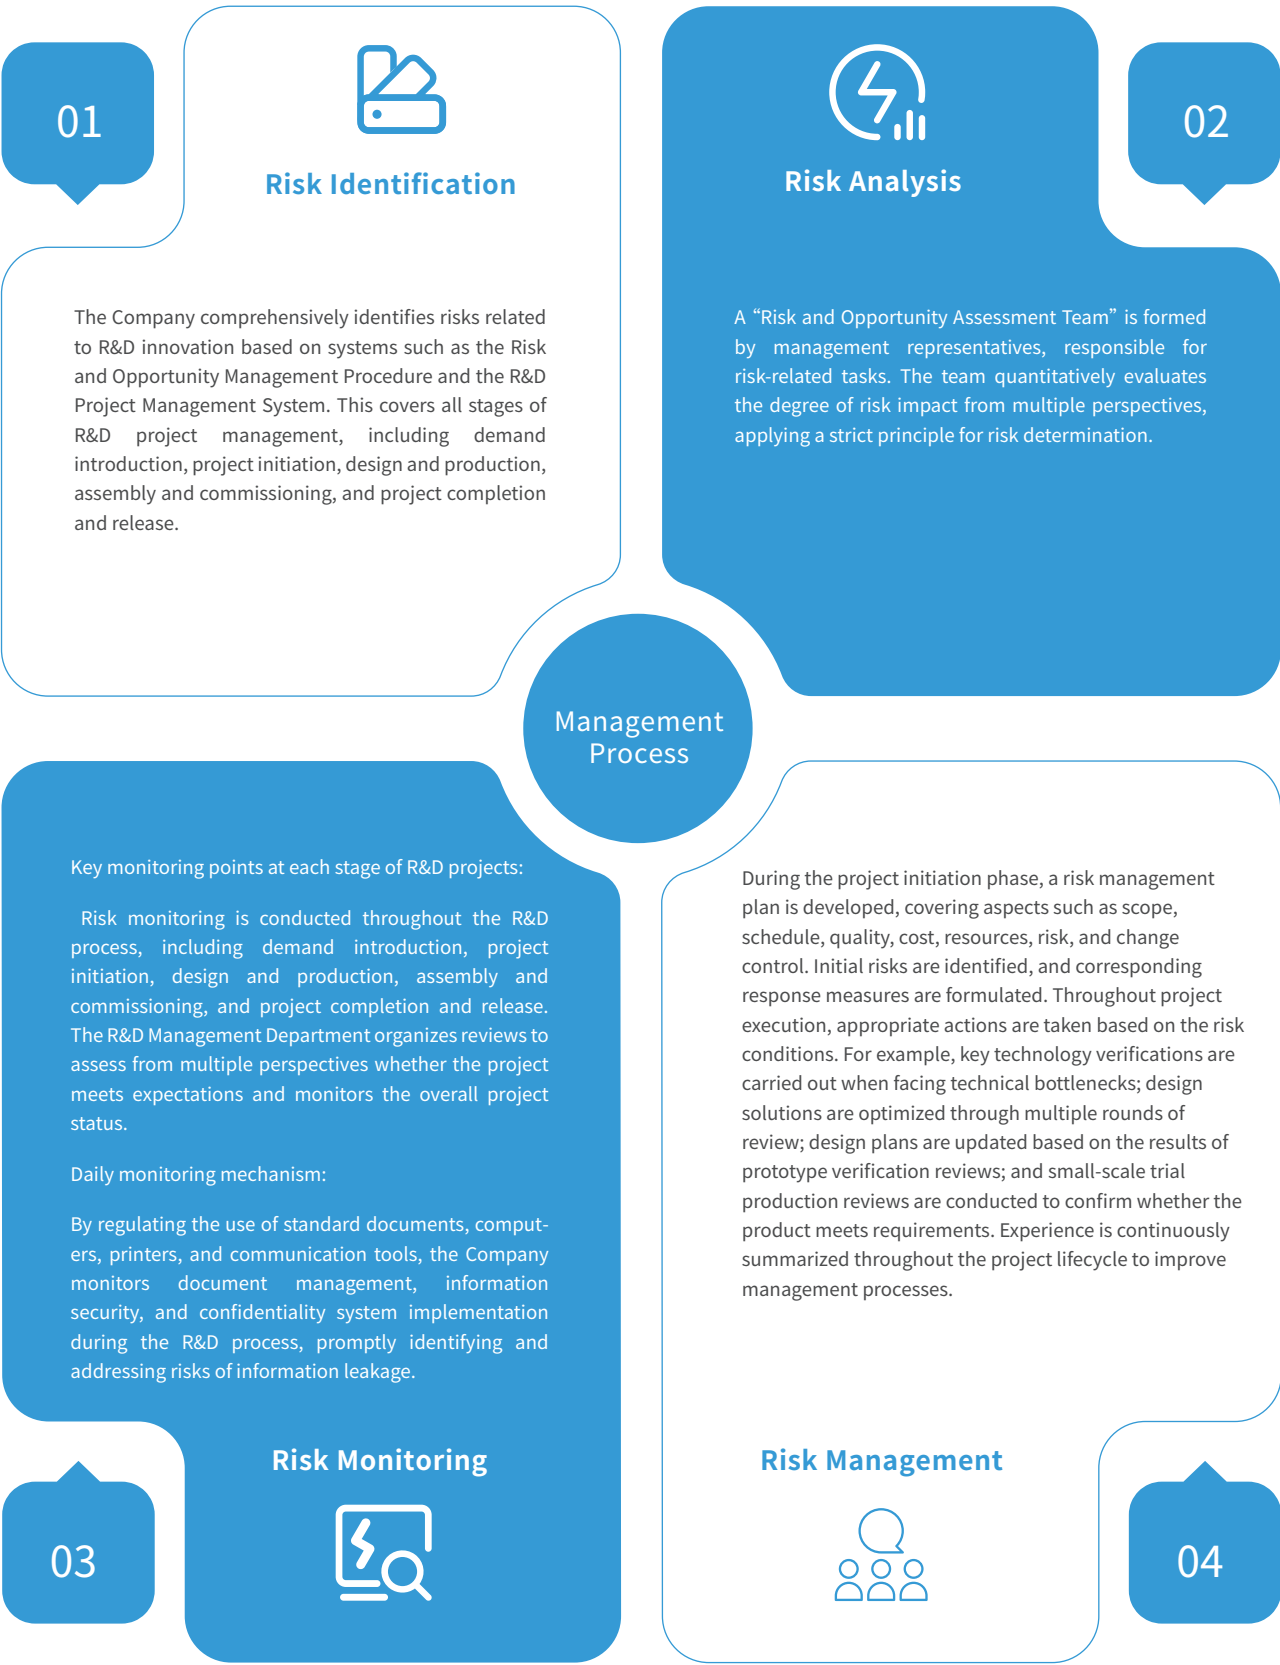 01
Risk Identification
The Company comprehensively identifies risks related
to R&D innovation based on systems such as the Risk
and Opportunity Management Procedure and the R&D
Project Management System. This covers all stages of
R&D project management, including demand
introduction, project initiation, design and production,
assembly and commissioning, and project completion
and release.
02
Risk Analysis
A “Risk and Opportunity Assessment Team” is formed
by management representatives, responsible for
risk-related tasks. The team quantitatively evaluates
the degree of risk impact from multiple perspectives,
applying a strict principle for risk determination.
Management
Process
Key monitoring points at each stage of R&D projects:
Risk monitoring is conducted throughout the R&D
process, including demand introduction, project
initiation, design and production, assembly and
commissioning, and project completion and release.
The R&D Management Department organizes reviews to
assess from multiple perspectives whether the project
meets expectations and monitors the overall project
status.
Daily monitoring mechanism:
By regulating the use of standard documents, comput-
ers, printers, and communication tools, the Company
monitors document management, information
security, and confidentiality system implementation
during the R&D process, promptly identifying and
addressing risks of information leakage.
Risk Monitoring
03
During the project initiation phase, a risk management
plan is developed, covering aspects such as scope,
schedule, quality, cost, resources, risk, and change
control. Initial risks are identified, and corresponding
response measures are formulated. Throughout project
execution, appropriate actions are taken based on the risk
conditions. For example, key technology verifications are
carried out when facing technical bottlenecks; design
solutions are optimized through multiple rounds of
review; design plans are updated based on the results of
prototype verification reviews; and small-scale trial
production reviews are conducted to confirm whether the
product meets requirements. Experience is continuously
summarized throughout the project lifecycle to improve
management processes.
Risk Management
04